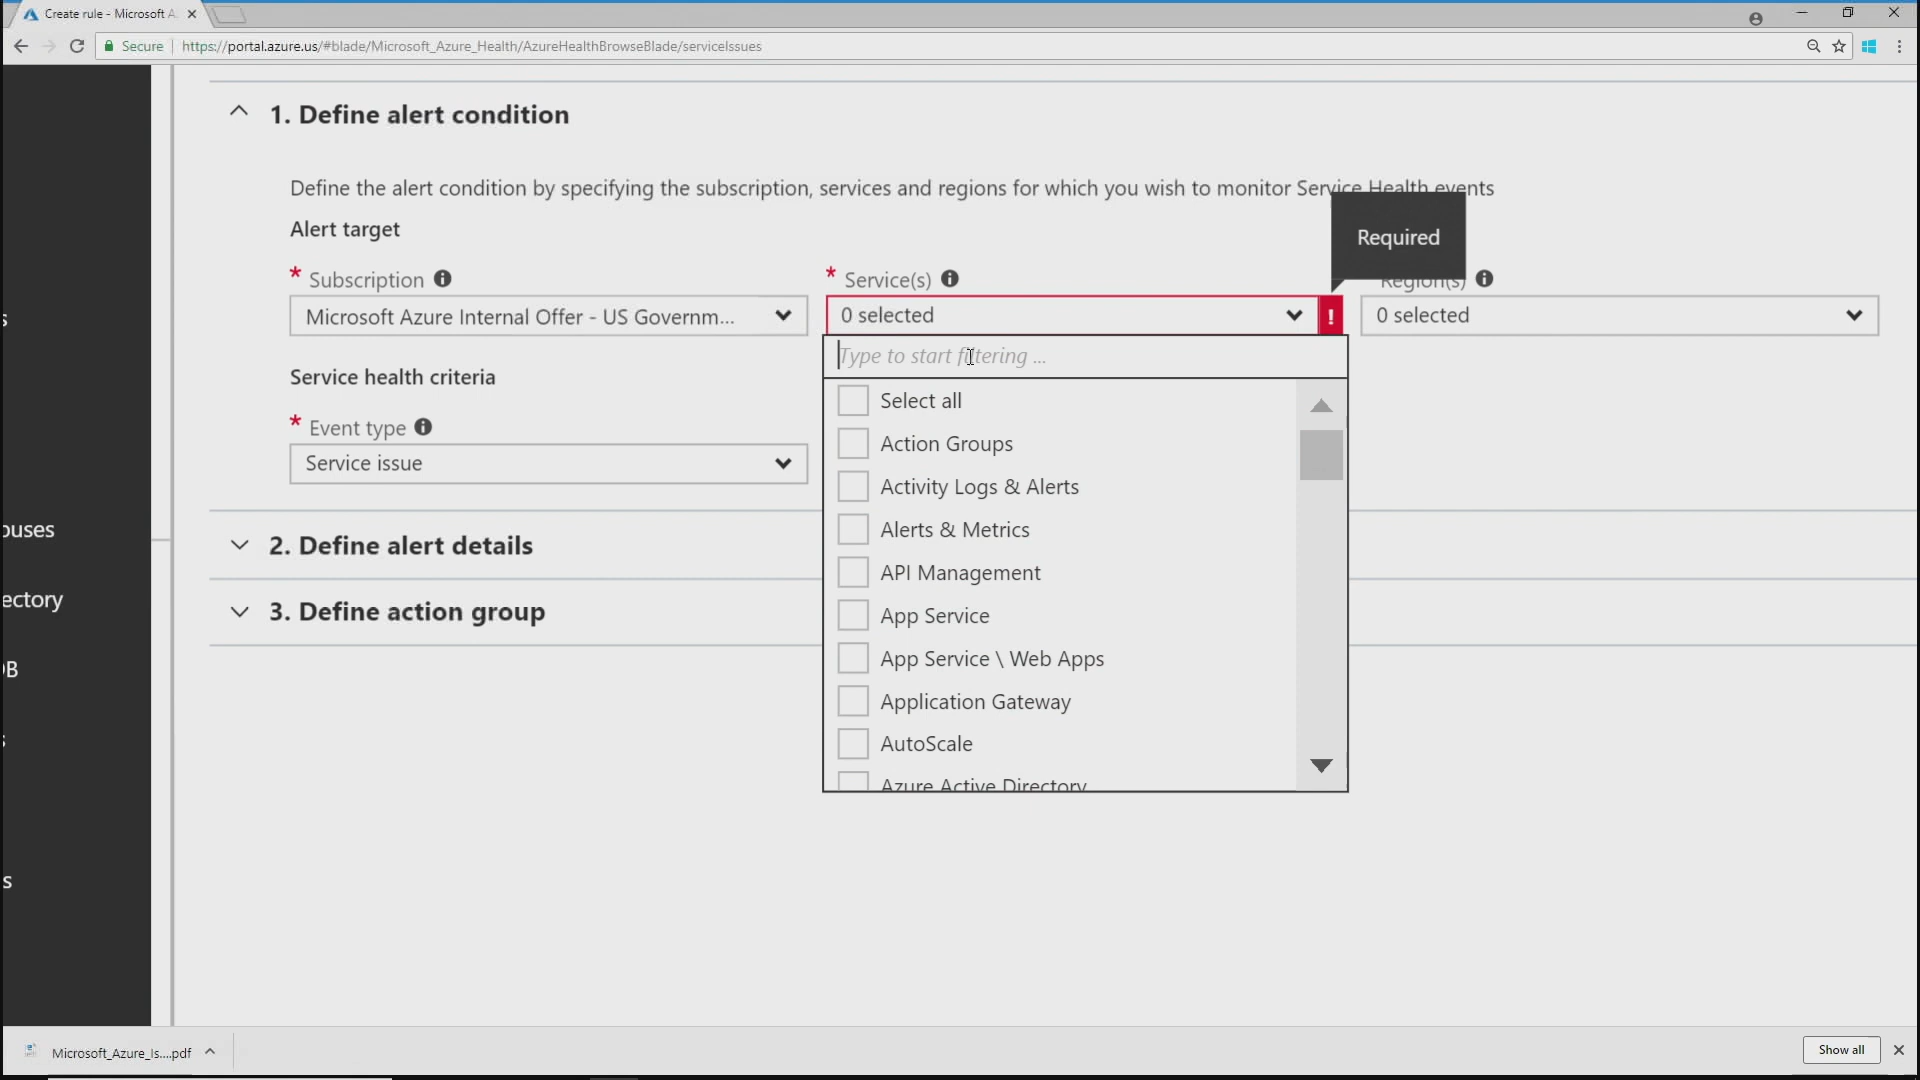 Create rule - Microsoft A
Secure
https://portal.azure.us/#blade/Microsoft_Azure_Health/AzureHealthBrowseBlade/serviceIssues
1. Define alert condition
Define the alert condition by specifying the subscription, services and regions for which you wish to monitor Service Health events
Alert target
Required
* Subscription
* Service(s)
Region(s)
Microsoft Azure Internal Offer - US Governm...
0 selected
!
0 selected
Type to start filtering ...
Service health criteria
Select all
* Event type
Action Groups
Service issue
Activity Logs & Alerts
s
ouses
Alerts & Metrics
2. Define alert details
API Management
ectory
3. Define action group
App Service
DB
App Service \ Web Apps
Application Gateway
AutoScale
Azure Active Directory
s
Microsoft_Azure_Is....pdf
Show all